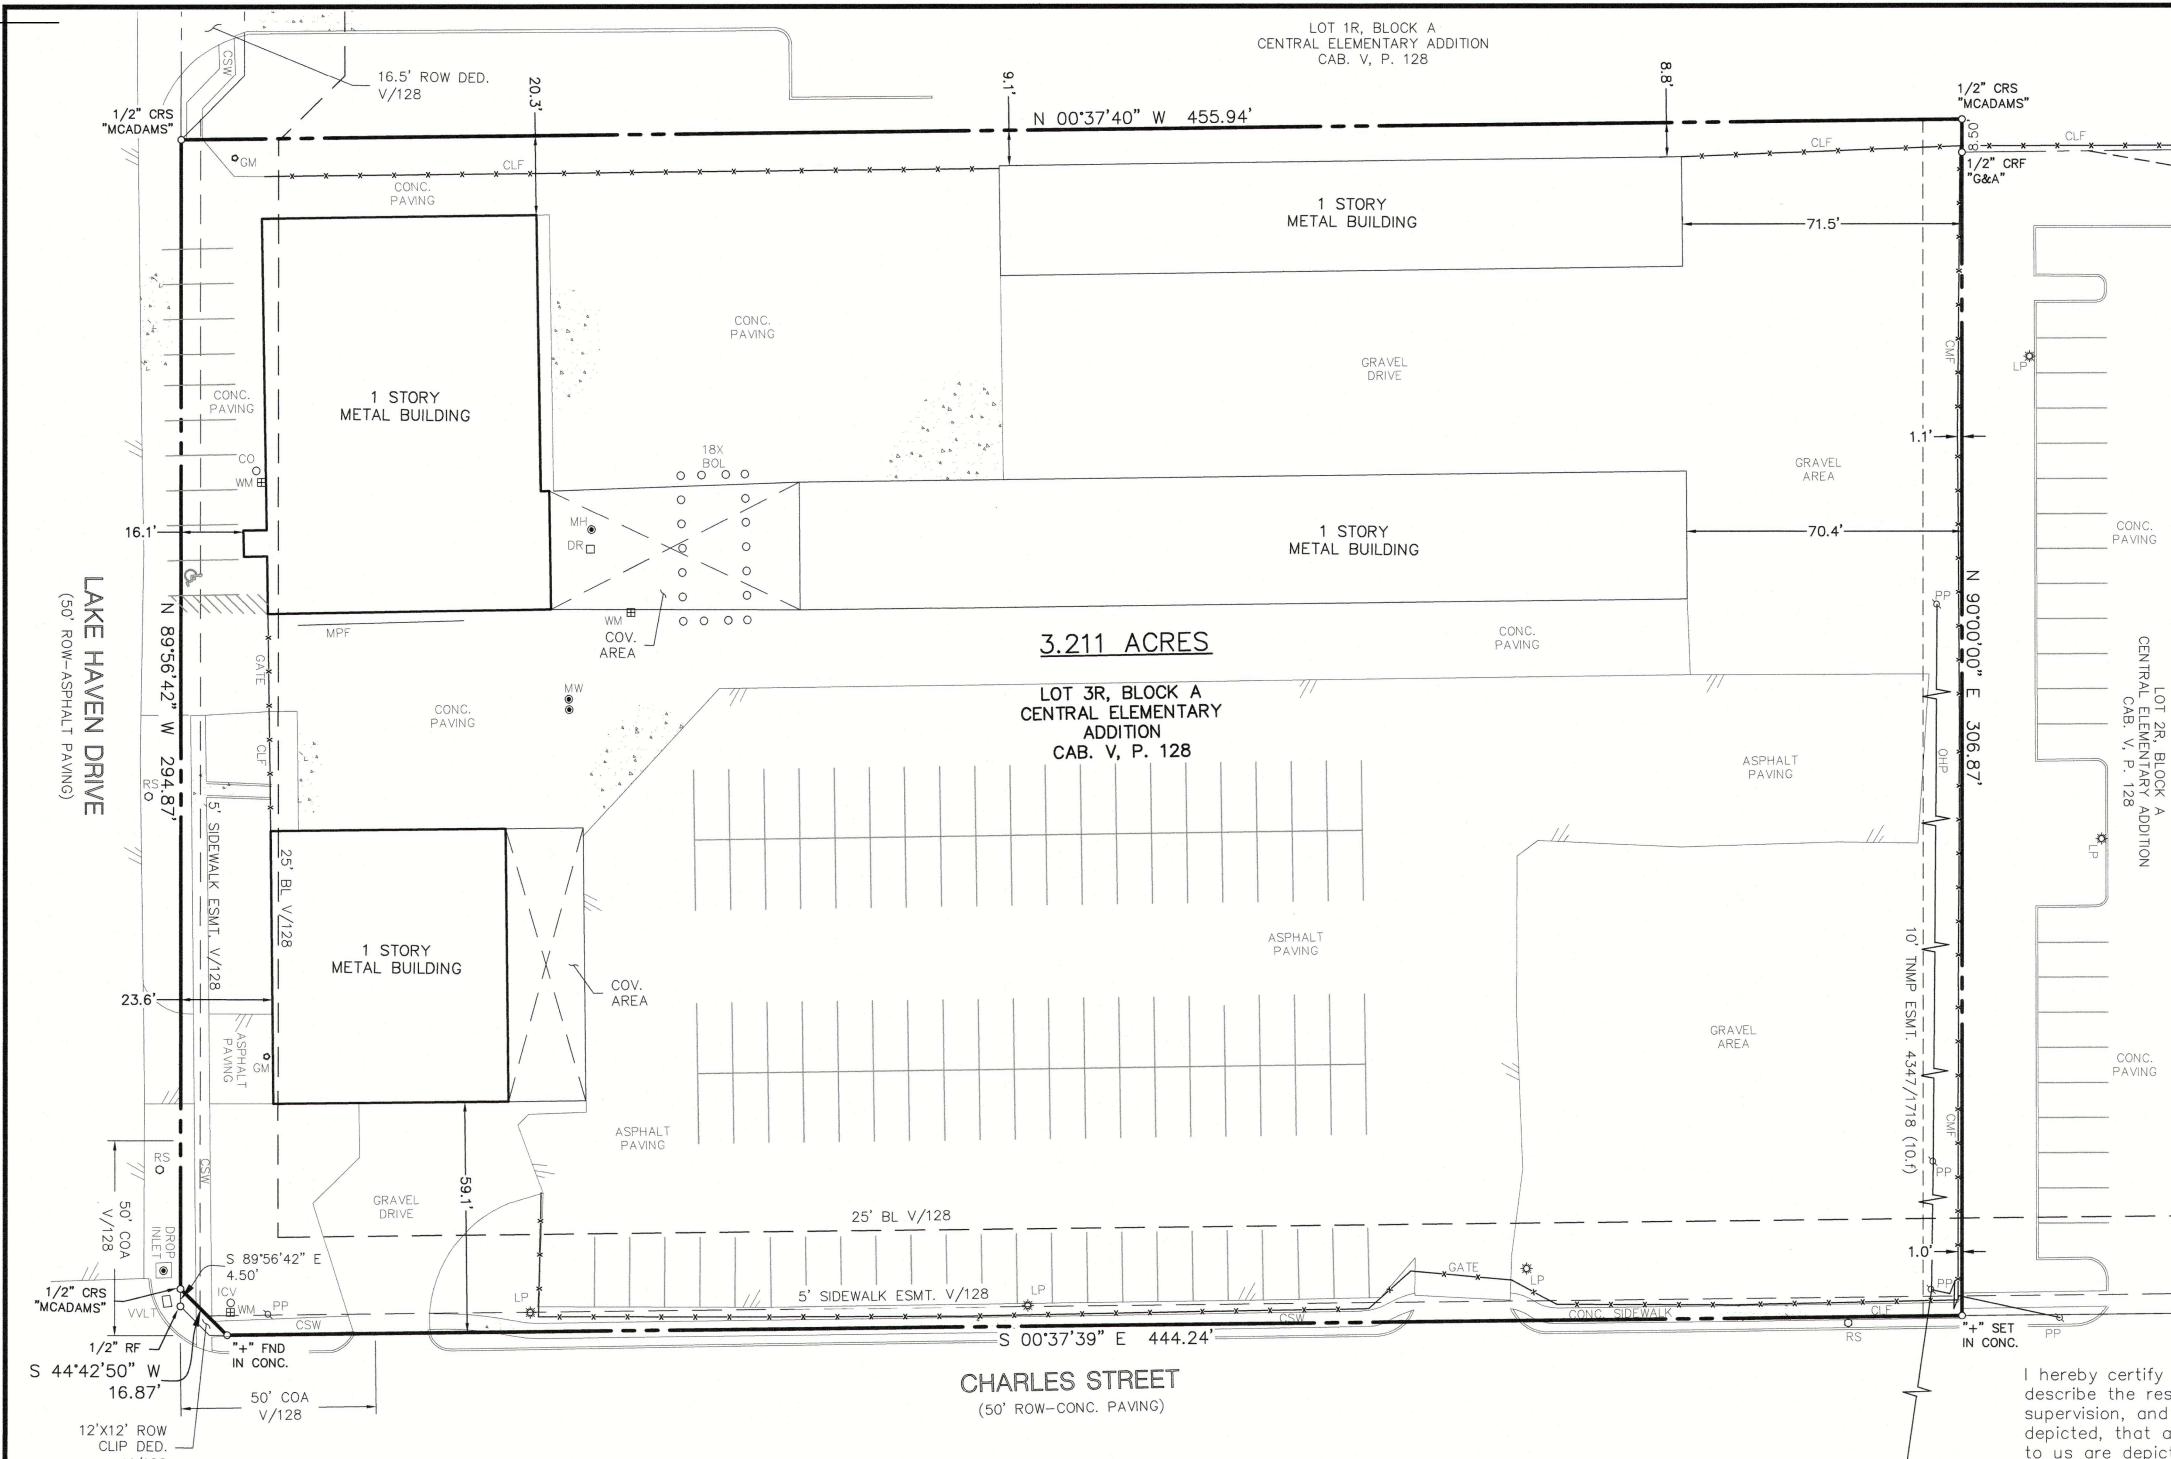 LOT 1R, BLOCK A
CENTRAL ELEMENTARY ADDITION
CAB. V, P. 128
CSW
16.5' ROW DED.
V/128
1/2" CRS
"MCADAMS"
20.3'
9.1'
N 00°37'40" W 455.94'
8.8'
1/2" CRS
"MCADAMS"
8.50'
CLF
1/2" CRF
"G&A"
GM
CLF
CLF
CONC.
PAVING
1 STORY
METAL BUILDING
71.5'
CONC.
PAVING
GRAVEL
DRIVE
CMF
LP
CONC.
PAVING
1 STORY
METAL BUILDING
1.1'
18X
BOL
CO
WM
GRAVEL
AREA
16.1'
MH
DR
1 STORY
METAL BUILDING
70.4'
CONC.
PAVING
LAKE HAVEN DRIVE
(50' ROW-ASPHALT PAVING)
N 89°56'42" W 294.87'
MPF
WM
COV.
AREA
3.211 ACRES
CONC.
PAVING
PP
N 90°00'00" E 306.87'
LOT 2R, BLOCK A
CENTRAL ELEMENTARY ADDITION
CAB. V, P. 128
GATE
CLF
CONC.
PAVING
MW
LOT 3R, BLOCK A
CENTRAL ELEMENTARY
ADDITION
CAB. V, P. 128
ASPHALT
PAVING
OHP
RS
5' SIDEWALK ESMT. V/128
25' BL V/128
LP
1 STORY
METAL BUILDING
COV.
AREA
ASPHALT
PAVING
10' TNMP ESMT. 4347/1718 (10.f)
23.6'
ASPHALT
PAVING
GM
GRAVEL
AREA
CONC.
PAVING
ASPHALT
PAVING
CMF
RS
CSW
59.1'
PP
50' COA
V/128
GRAVEL
DRIVE
25' BL V/128
DROP
INLET
S 89°56'42" E
4.50'
1.0'
GATE
LP
1/2" CRS
"MCADAMS"
VVLT
ICV
WM
PP
CSW
LP
5' SIDEWALK ESMT. V/128
LP
CSW
CONC. SIDEWALK
CLF
PP
1/2" RF
"+" FND
IN CONC.
S 00°37'39" E 444.24'
RS
"+" SET
IN CONC.
PP
S 44°42'50" W
16.87'
50' COA
V/128
CHARLES STREET
(50' ROW-CONC. PAVING)
12'X12' ROW
CLIP DED.
I hereby certify
describe the res
supervision, and
depicted, that a
to us are depict